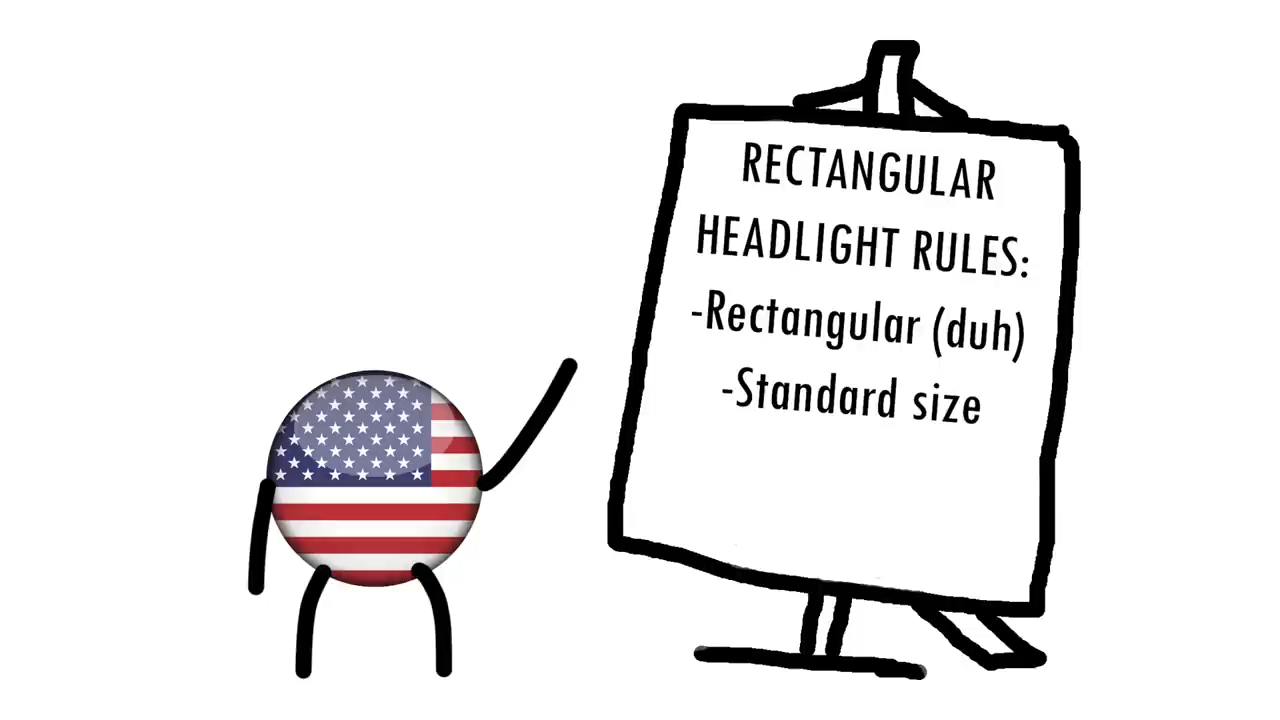 RECTANGULAR
HEADLIGHT RULES:
-Rectangular (duh)
-Standard size